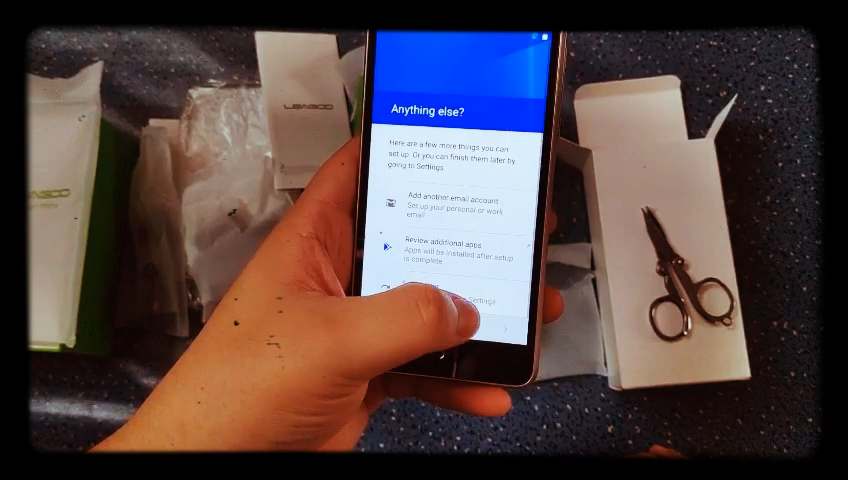 LEAGOO
Anything else?
Here are a few more things you can
set up. Or you can finish them later by
going to Settings.
Add another email account
Set up your personal or work
email
Review additional apps
Apps will be installed after setup
is complete
Settings